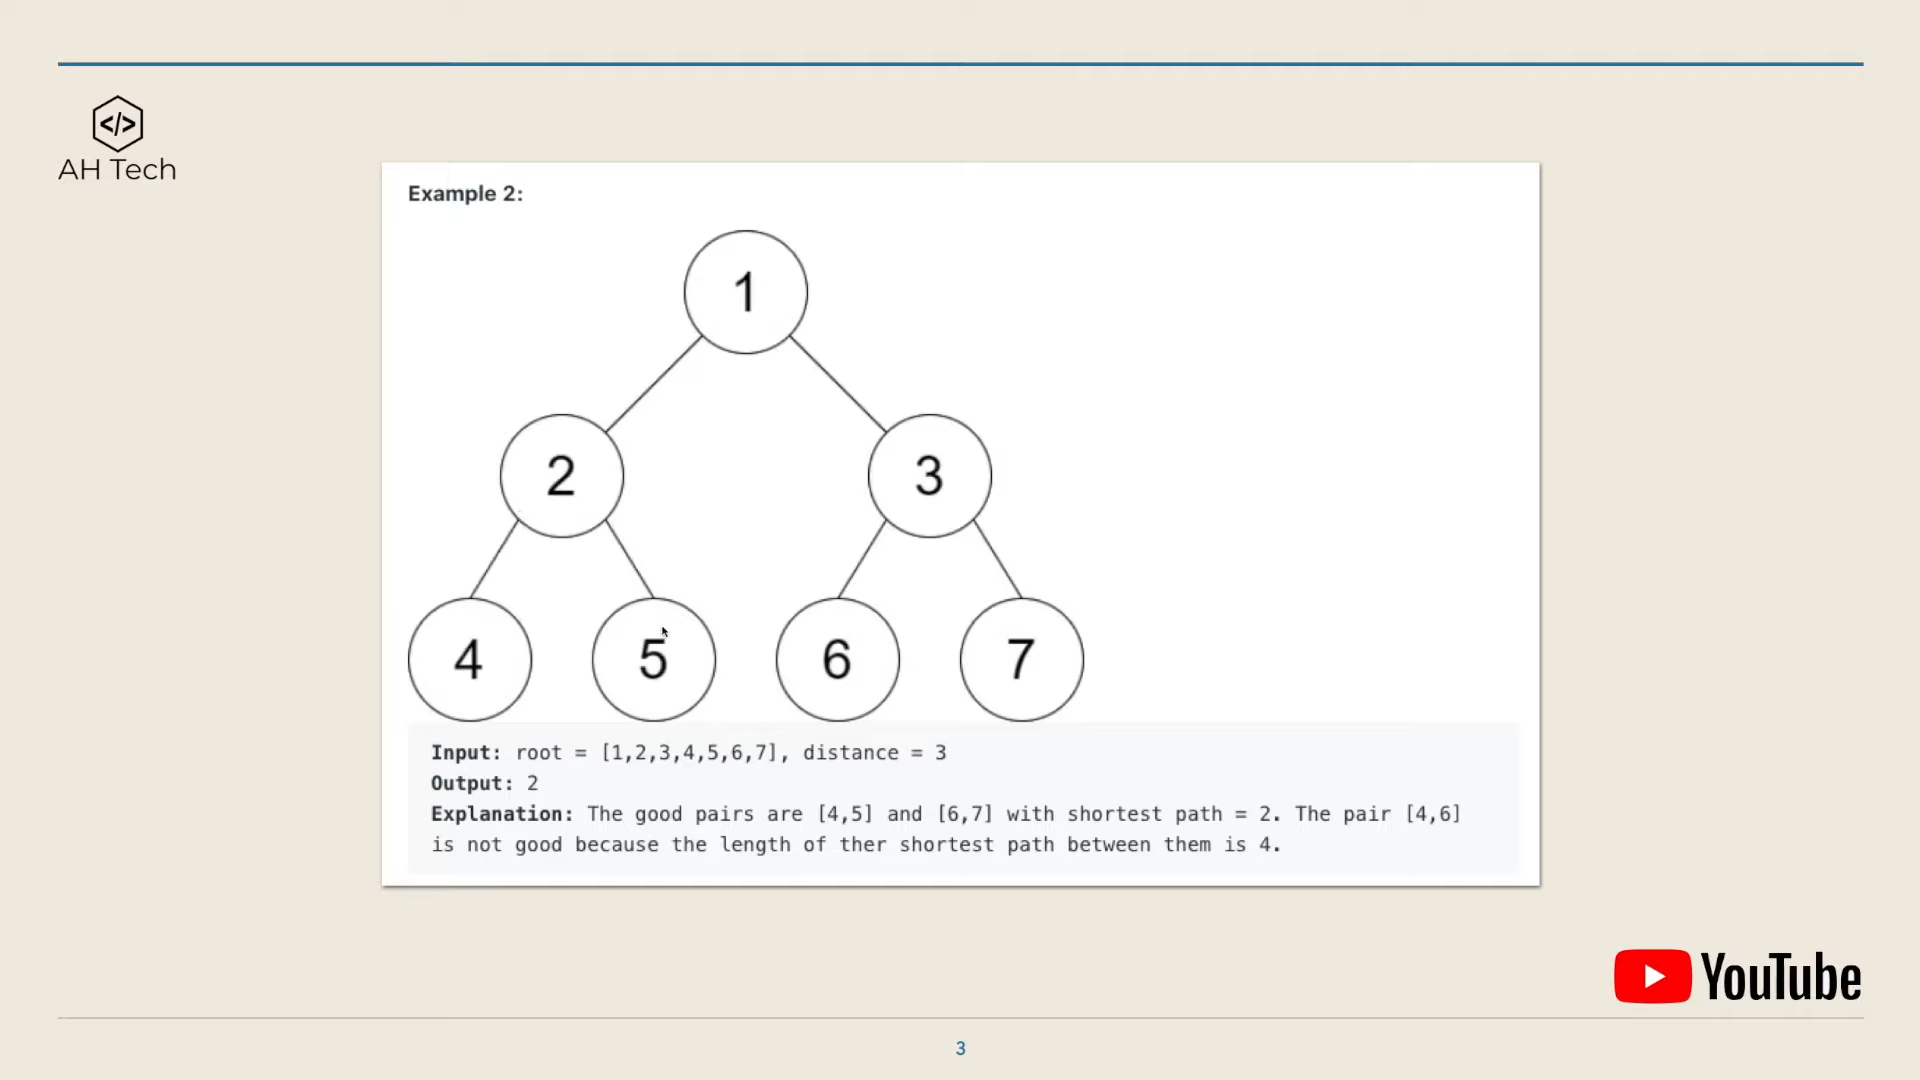 </>
AH Tech
Example 2:
1
2
3
4
5
6
7
Input: root = [1,2,3,4,5,6,7], distance = 3
Output: 2
Explanation: The good pairs are [4,5] and [6,7] with shortest path = 2. The pair [4,6]
is not good because the length of ther shortest path between them is 4.
YouTube
3